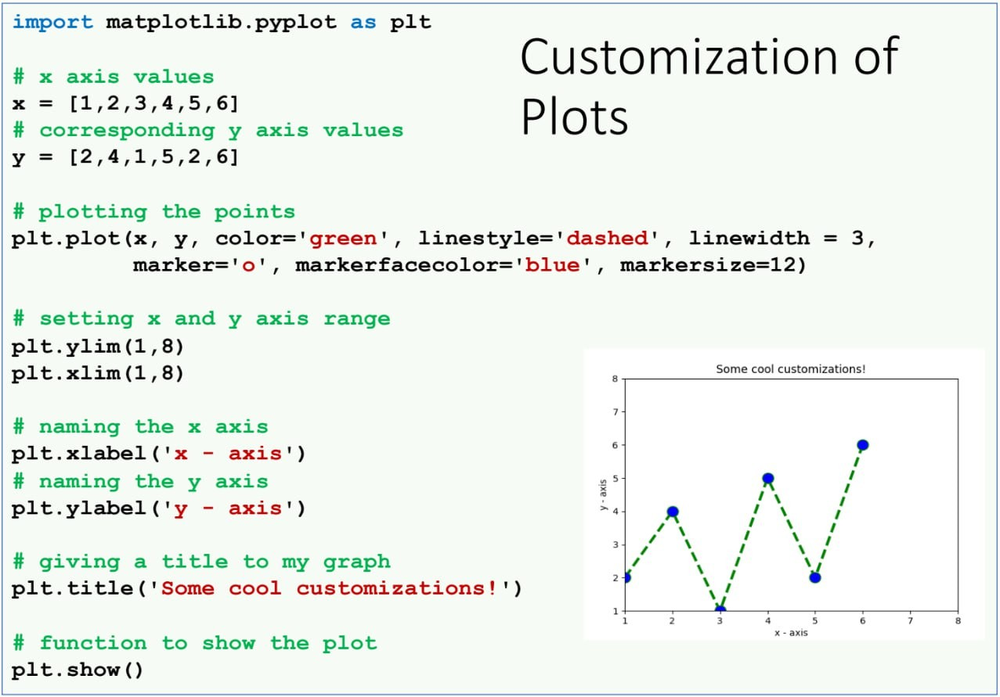 import matplotlib.pyplot as plt
Customization of
Plots
# x axis values
x = [1,2,3,4,5,6]
# corresponding y axis values
y = [2,4,1,5,2,6]
# plotting the points
plt.plot(x, y, color='green', linestyle='dashed', linewidth = 3,
marker='o', markerfacecolor='blue', markersize=12)
# setting x and y axis range
plt.ylim(1,8)
plt.xlim(1,8)
# naming the x axis
plt.xlabel('x - axis')
# naming the y axis
plt.ylabel('y - axis')
# giving a title to my graph
plt.title('Some cool customizations!')
# function to show the plot
plt.show()
Some cool customizations!
8
7
6
5
4
3
2
1
y - axis
1 2 3 4 5 6 7 8
x - axis